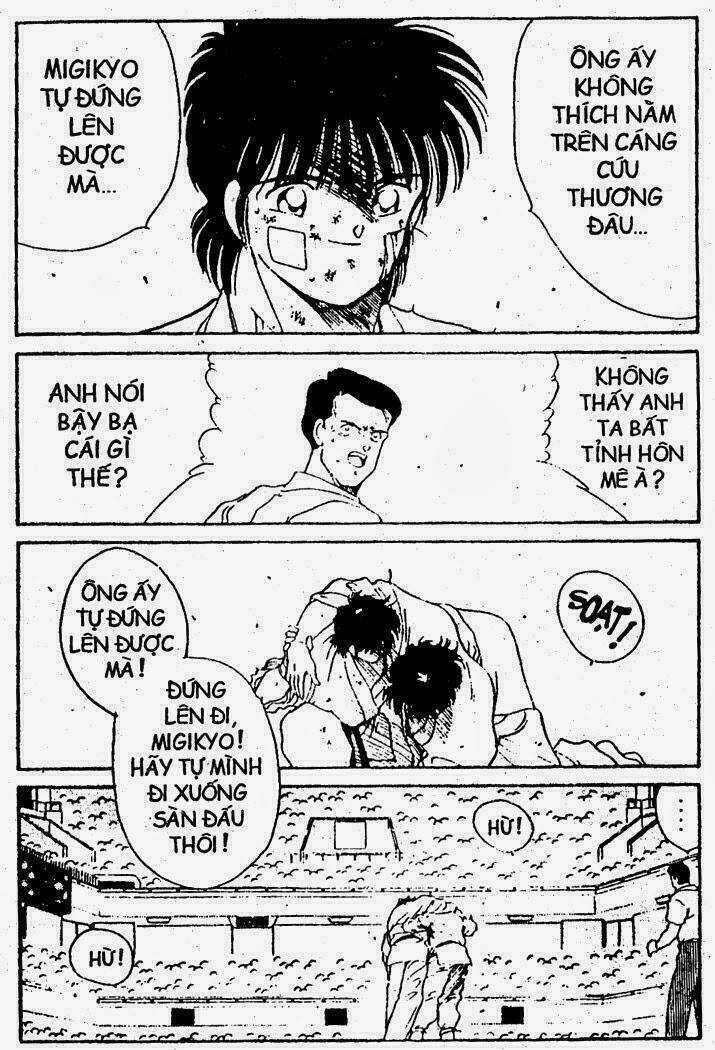 ÔNG ẤY
KHÔNG
THÍCH NẰM
TRÊN CÁNG
CỨU
THƯƠNG
ĐÂU...
MIGIKYO
TỰ ĐỨNG
LÊN
ĐƯỢC
MÀ...
KHÔNG
THẤY ANH
TA BẤT
TỈNH HÔN
MÊ À?
ANH NÓI
BẬY BẠ
CÁI GÌ
THẾ?
SOẠT!
ÔNG ẤY
TỰ ĐỨNG
LÊN ĐƯỢC
MÀ!
ĐỨNG
LÊN ĐI,
MIGIKYO!
HÃY TỰ MÌNH
ĐI XUỐNG
SÀN ĐẤU
THÔI!
...
HỪ!
HỪ!